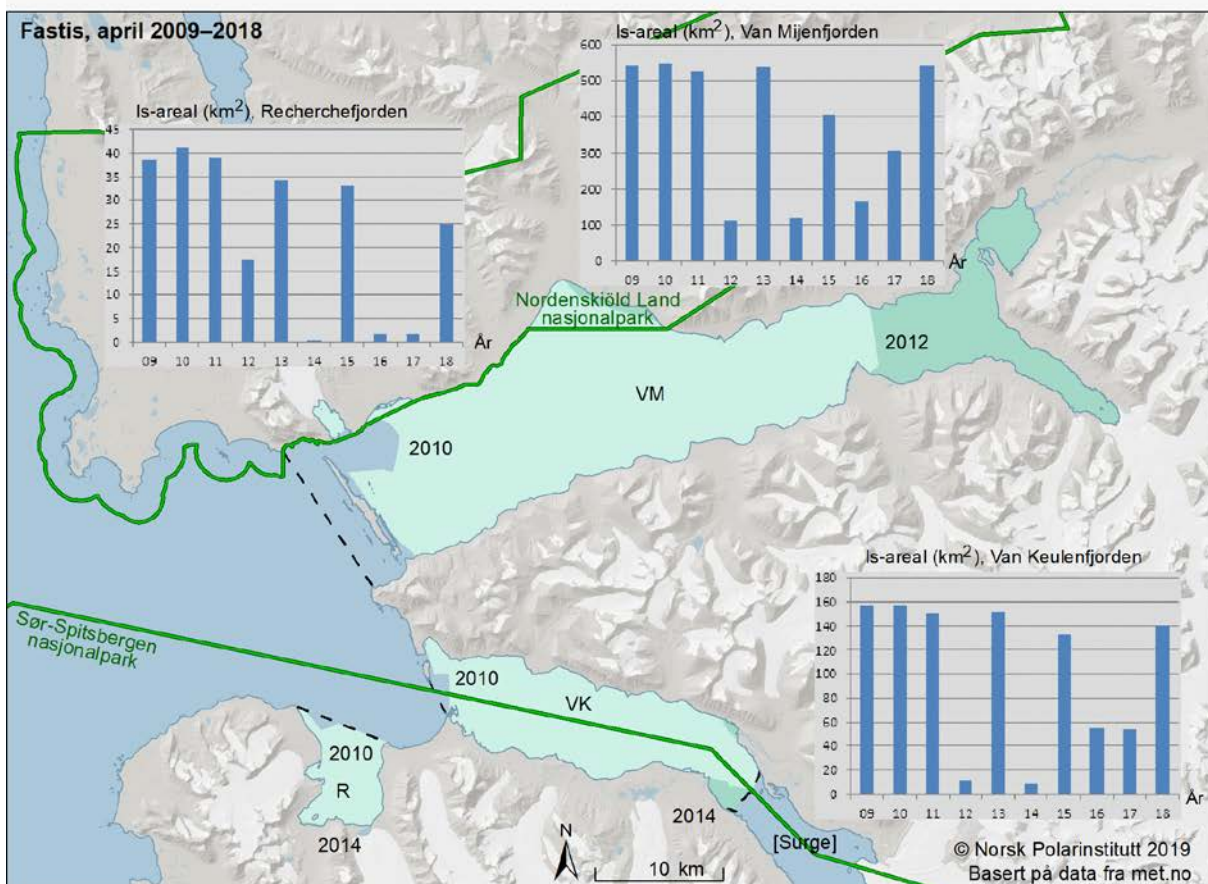 Fastis, april 2009–2018
Is-areal (km2), Van Mijenfjorden
600
500
400
300
200
100
0
09 10 11 12 13 14 15 16 17 18
År
Is-areal (km2), Recherchefjorden
45
40
35
30
25
20
15
10
5
0
09 10 11 12 13 14 15 16 17 18
År
Nordenskiöld Land
nasjonalpark
2012
VM
2010
Is-areal (km2), Van Keulenfjorden
180
160
140
120
100
80
60
40
20
0
09 10 11 12 13 14 15 16 17 18
År
Sør-Spitsbergen
nasjonalpark
2010
VK
2010
R
2014
2014
[Surge]
N
10 km
© Norsk Polarinstitutt 2019
Basert på data fra met.no